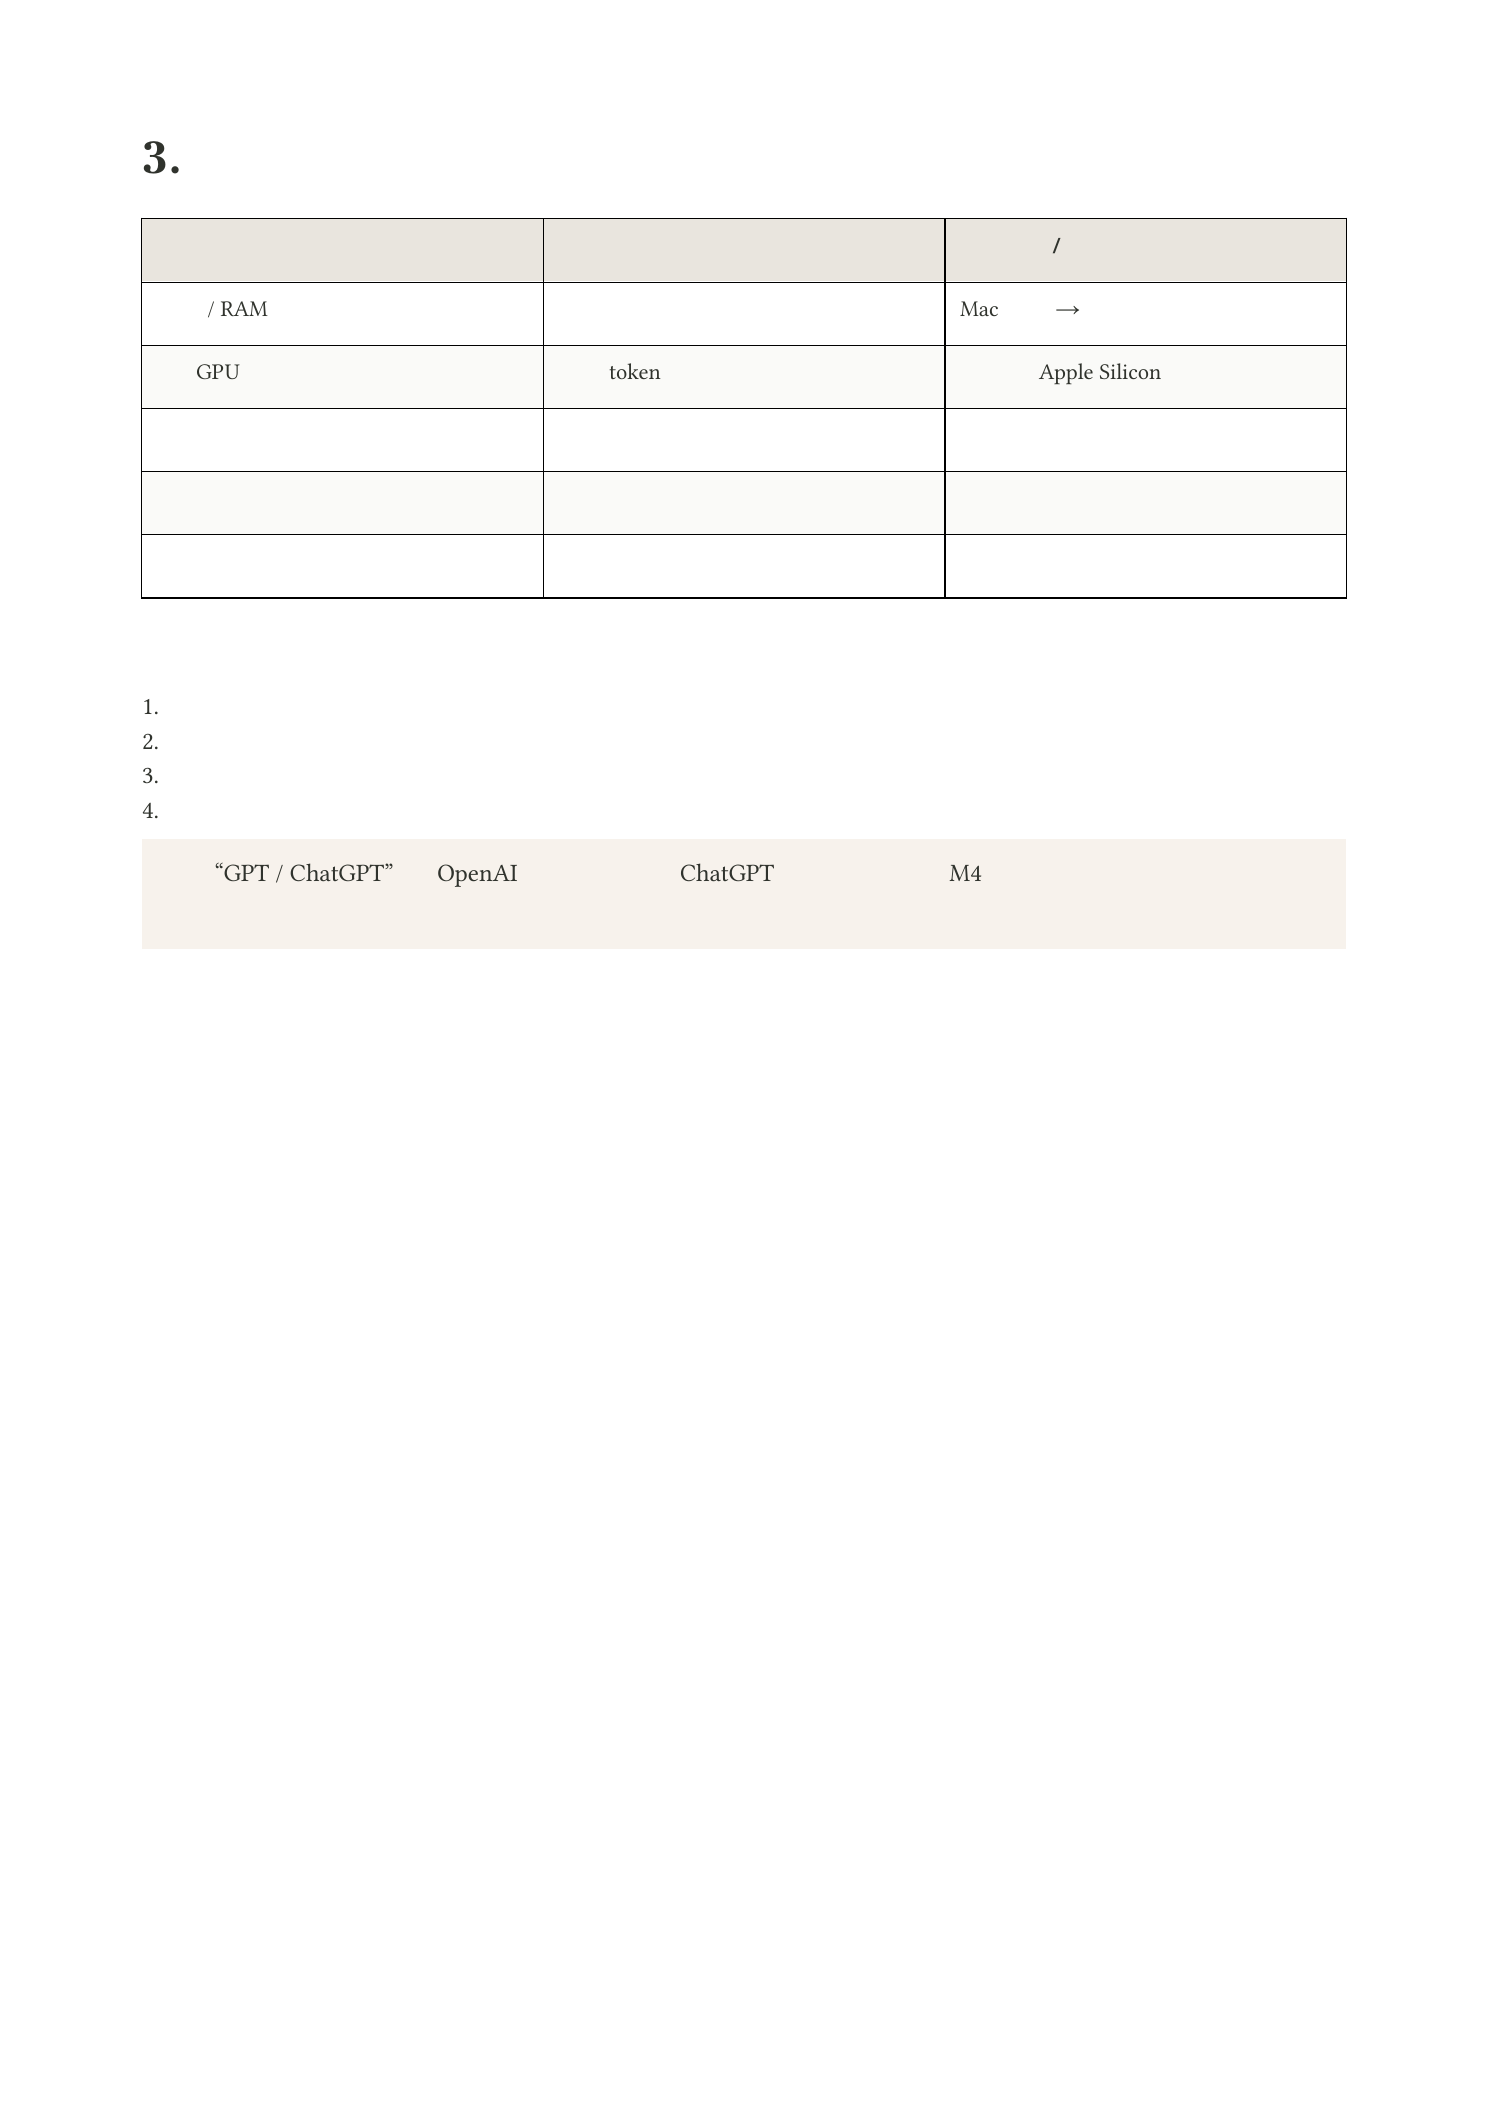 3.
/
/ RAM Mac →
GPU token Apple Silicon
1.
2.
3.
4.
“GPT / ChatGPT” OpenAI ChatGPT M4